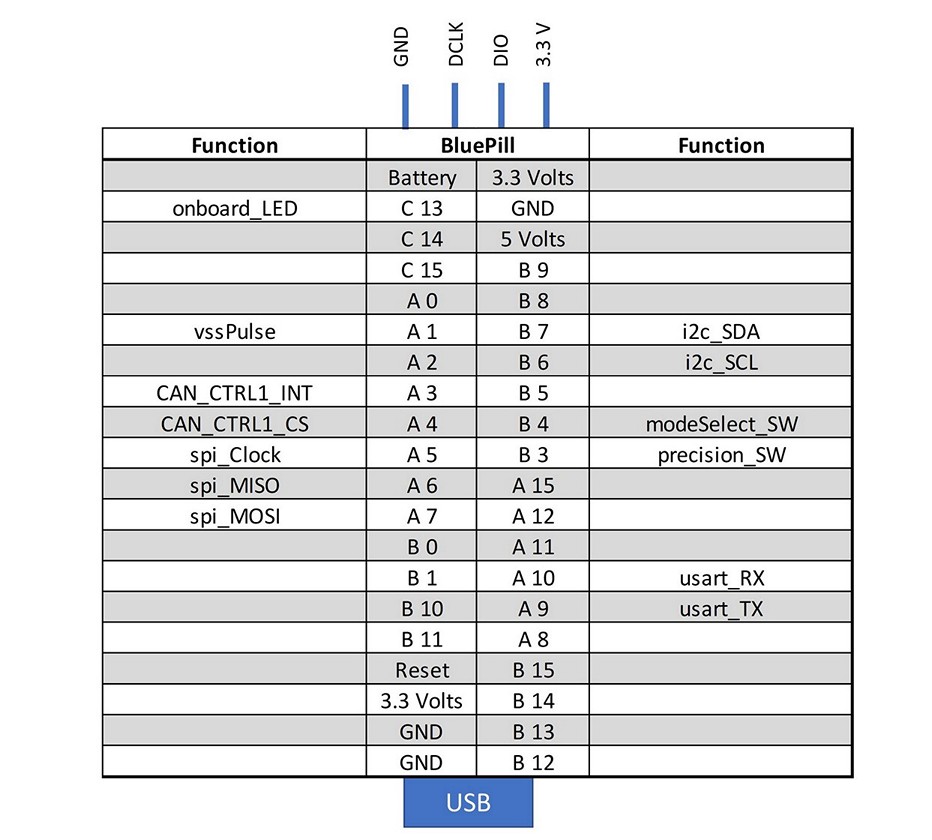 GND DCLK DIO 3.3 V
Function BluePill Function
Battery 3.3 Volts
onboard_LED C 13 GND
C 14 5 Volts
C 15 B 9
A 0 B 8
vssPulse A 1 B 7 i2c_SDA
A 2 B 6 i2c_SCL
CAN_CTRL1_INT A 3 B 5
CAN_CTRL1_CS A 4 B 4 modeSelect_SW
spi_Clock A 5 B 3 precision_SW
spi_MISO A 6 A 15
spi_MOSI A 7 A 12
B 0 A 11
B 1 A 10 usart_RX
B 10 A 9 usart_TX
B 11 A 8
Reset B 15
3.3 Volts B 14
GND B 13
GND B 12
USB